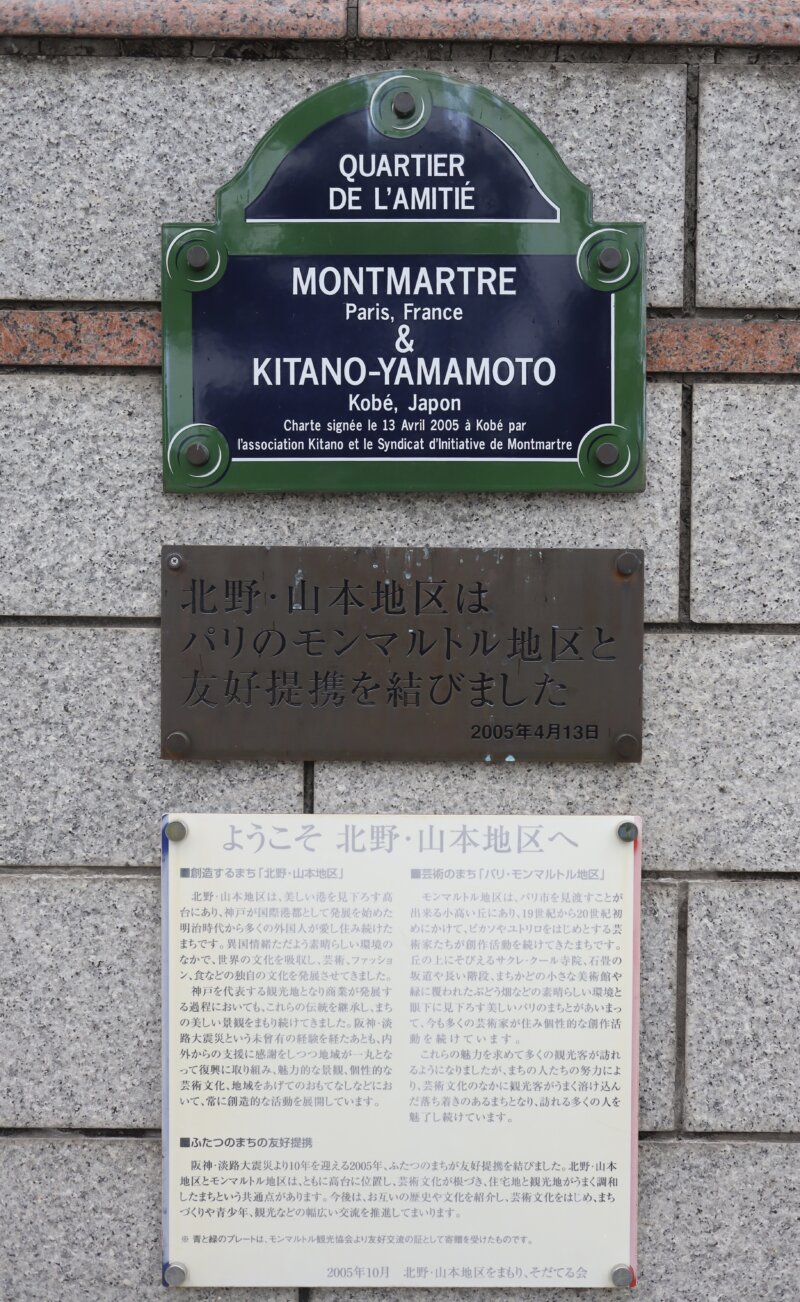 QUARTIER
DE L'AMITIÉ
MONTMARTRE
Paris, France
&
KITANO-YAMAMOTO
Kobé, Japon
Charte signée le 13 Avril 2005 à Kobé par
l'association Kitano et le Syndicat d'Initiative de Montmartre
北野・山本地区は
パリのモンマルトル地区と
友好提携を結びました
2005年4月13日
ようこそ 北野・山本地区へ
■創造するまち「北野・山本地区」
北野・山本地区は、美しい港を見下ろす高
台にあり、神戸が国際港都として発展を始めた
明治時代から多くの外国人が愛し住み続けた
まちです。異国情緒ただよう素晴らしい環境の
なかで、世界の文化を吸収し、芸術、ファッショ
ン、食などの独自の文化を発展させてきました。
神戸を代表する観光地となり商業が発展す
る過程においても、これらの伝統を継承し、まち
の美しい景観をまもり続けてきました。阪神・淡
路大震災という未曾有の経験を経たあとも、内
外からの支援に感謝をしつつ地域が一丸とな
って復興に取り組み、魅力的な景観、個性的な
芸術文化、地域をあげてのおもてなしなどにお
いて、常に創造的な活動を展開しています。
■芸術のまち「パリ・モンマルトル地区」
モンマルトル地区は、パリ市を見渡すことが
出来る小高い丘にあり、19世紀から20世紀初
めにかけて、ピカソやユトリロをはじめとする芸
術家たちが創作活動を続けてきたまちです。
丘の上にそびえるサクレ・クール寺院、石畳の
坂道や長い階段、まちかどの小さな美術館や
緑に覆われたぶどう畑などの素晴らしい環境と
眼下に見下ろす美しいパリのまちとがあいまっ
て、今も多くの芸術家が住み個性的な創作活
動を続けています。
これらの魅力を求めて多くの観光客が訪れ
るようになりましたが、まちの人たちの努力によ
り、芸術文化のなかに観光客がうまく溶け込ん
だ落ち着きのあるまちとなり、訪れる多くの人を
魅了し続けています。
■ふたつのまちの友好提携
阪神・淡路大震災より10年を迎える2005年、ふたつのまちが友好提携を結びました。北野・山本
地区とモンマルトル地区は、ともに高台に位置し、芸術文化が根づき、住宅地と観光地がうまく調和
したまちという共通点があります。今後は、お互いの歴史や文化を紹介し、芸術文化をはじめ、まち
づくりや青少年、観光などの幅広い交流を推進してまいります。
※ 青と緑のプレートは、モンマルトル観光協会より友好交流の証として寄贈を受けたものです。
2005年10月 北野・山本地区をまもり、そだてる会